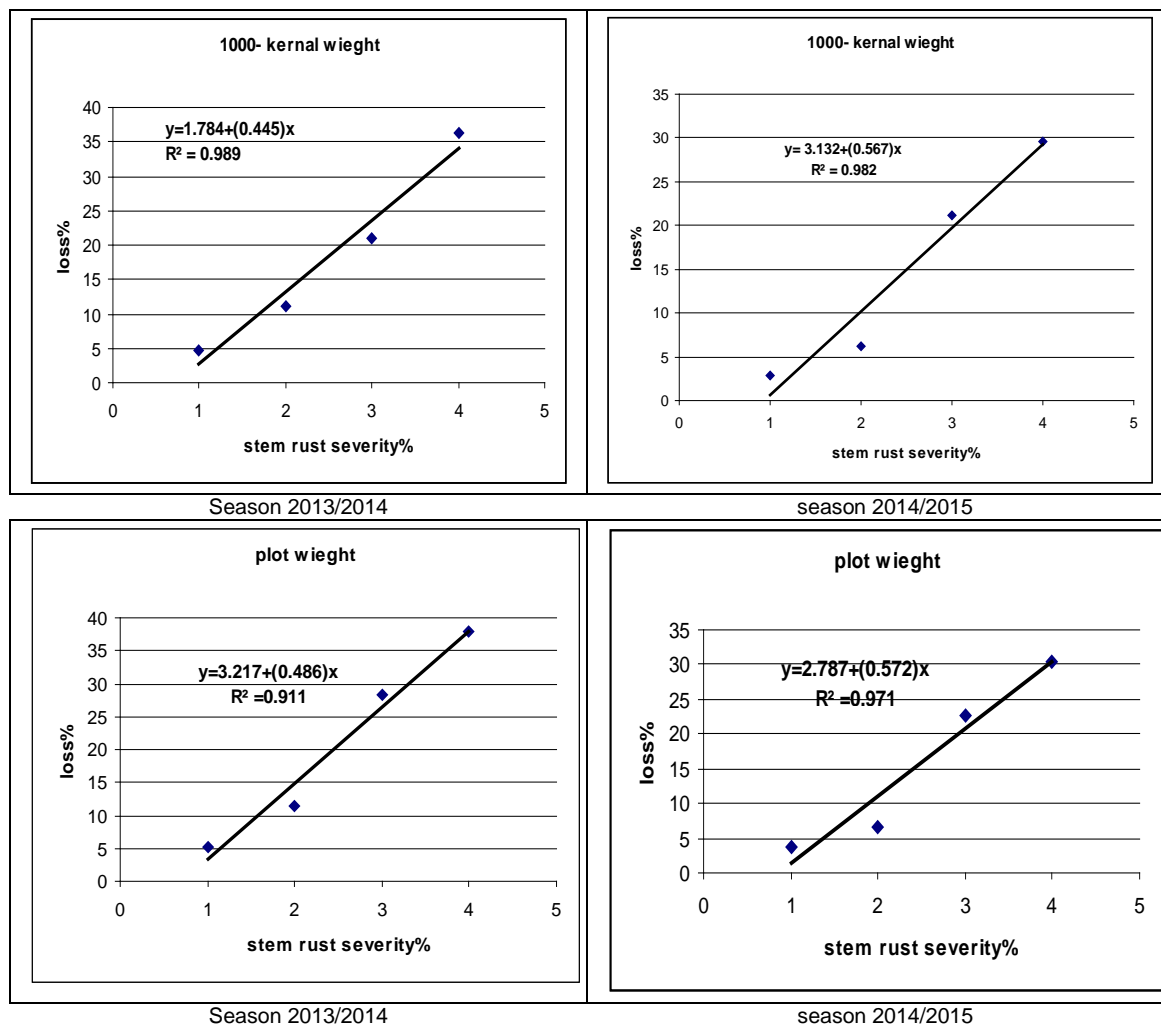 1000- kernal wieght
40
35
30
25
20
15
10
5
0
loss%
y=1.784+(0.445)x
R² = 0.989
0 1 2 3 4 5
stem rust severity%
Season 2013/2014
1000- kernal wieght
35
30
25
20
15
10
5
0
loss%
y= 3.132+(0.567)x
R² = 0.982
0 1 2 3 4 5
stem rust severity%
season 2014/2015
plot wieght
40
35
30
25
20
15
10
5
0
loss%
y=3.217+(0.486)x
R² =0.911
0 1 2 3 4 5
stem rust severity%
Season 2013/2014
plot wieght
35
30
25
20
15
10
5
0
loss%
y=2.787+(0.572)x
R² =0.971
0 1 2 3 4 5
stem rust severity%
season 2014/2015